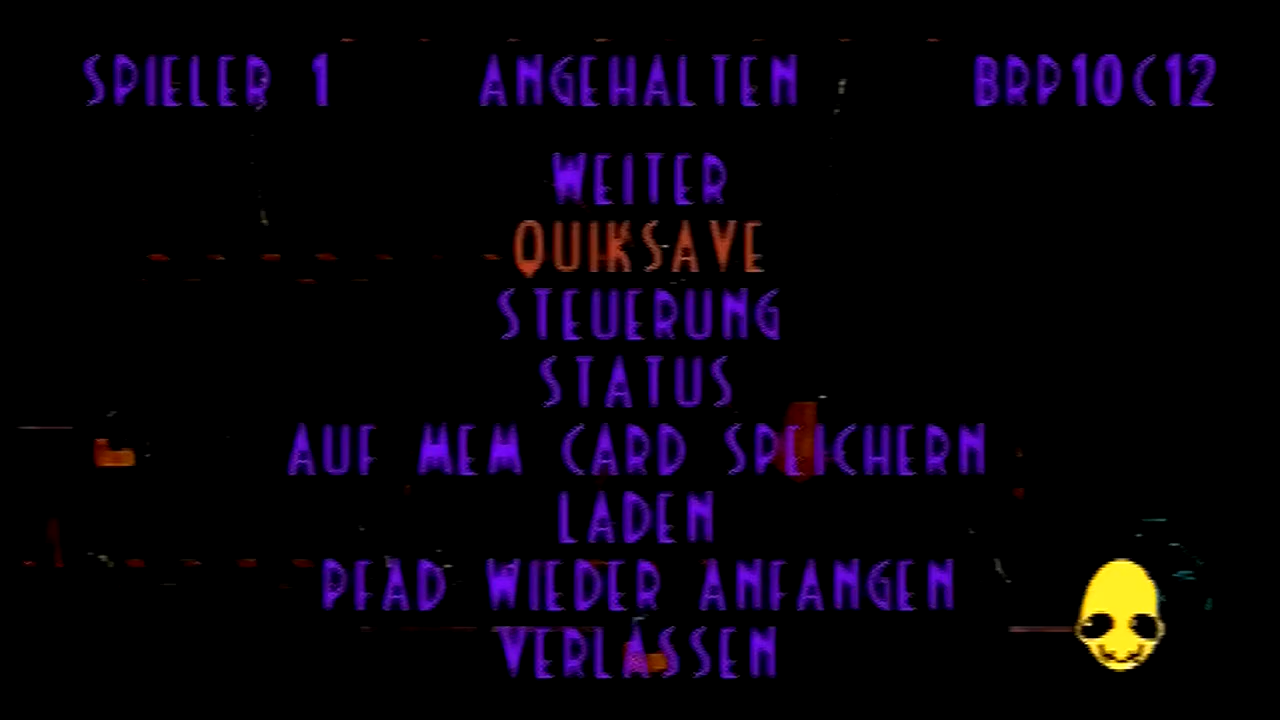 SPIELER 1 ANGEHALTEN BRP10C12
WEITER
QUIKSAVE
STEUERUNG
STATUS
AUF MEM CARD SPEICHERN
LADEN
PFAD WIEDER ANFANGEN
VERLASSEN